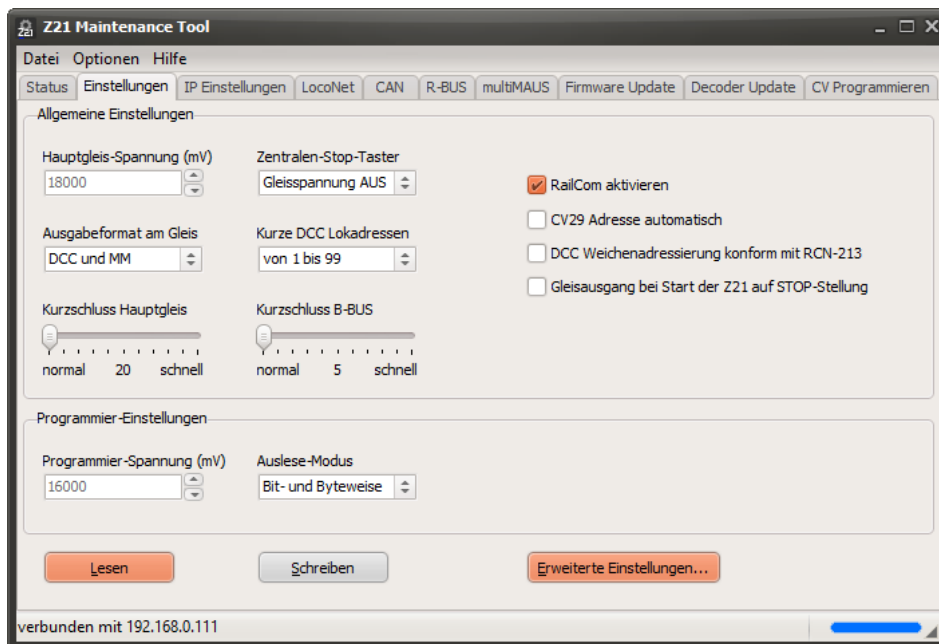 Z21 Maintenance Tool
Datei Optionen Hilfe
Status Einstellungen IP Einstellungen LocoNet CAN R-BUS multiMAUS Firmware Update Decoder Update CV Programmieren
Allgemeine Einstellungen
Hauptgleis-Spannung (mV) Zentralen-Stop-Taster
18000 Gleisspannung AUS
RailCom aktivieren
CV29 Adresse automatisch
Ausgabeformat am Gleis Kurze DCC Lokadressen
DCC und MM von 1 bis 99
DCC Weichenadressierung konform mit RCN-213
Gleisausgang bei Start der Z21 auf STOP-Stellung
Kurzschluss Hauptgleis Kurzschluss B-BUS
normal 20 schnell normal 5 schnell
Programmier-Einstellungen
Programmier-Spannung (mV) Auslese-Modus
16000 Bit- und Byteweise
Lesen Schreiben Erweiterte Einstellungen...
verbunden mit 192.168.0.111